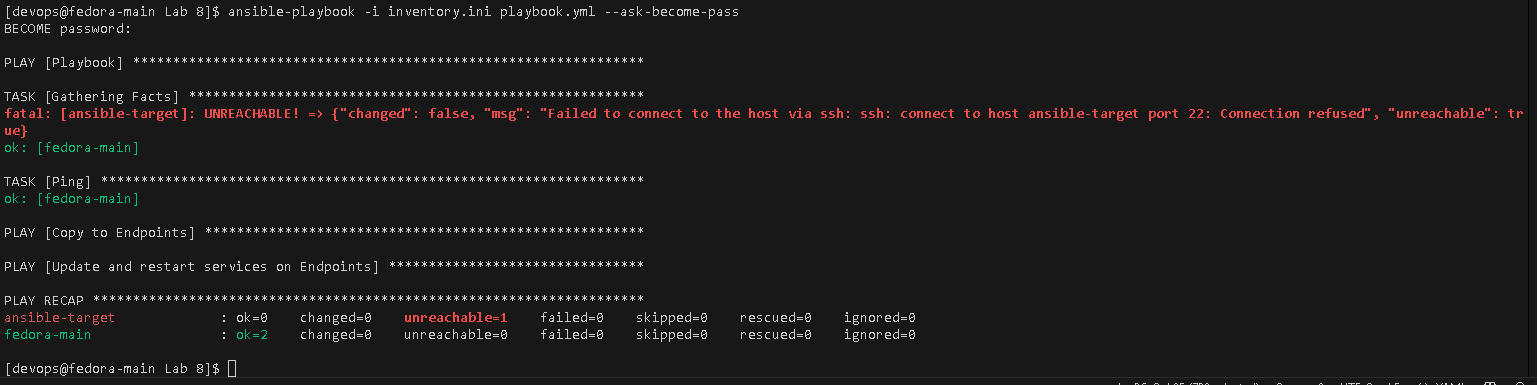 [devops@fedora-main Lab 8]$ ansible-playbook -i inventory.ini playbook.yml --ask-become-pass
BECOME password:
PLAY [Playbook] ****************************************************************
TASK [Gathering Facts] *********************************************************
fatal: [ansible-target]: UNREACHABLE! => {"changed": false, "msg": "Failed to connect to the host via ssh: ssh: connect to host ansible-target port 22: Connection refused", "unreachable": tr
ue}
ok: [fedora-main]
TASK [Ping] ********************************************************************
ok: [fedora-main]
PLAY [Copy to Endpoints] *******************************************************
PLAY [Update and restart services on Endpoints] ********************************
PLAY RECAP *********************************************************************
ansible-target             : ok=0    changed=0    unreachable=1    failed=0    skipped=0    rescued=0    ignored=0
fedora-main                : ok=2    changed=0    unreachable=0    failed=0    skipped=0    rescued=0    ignored=0
[devops@fedora-main Lab 8]$